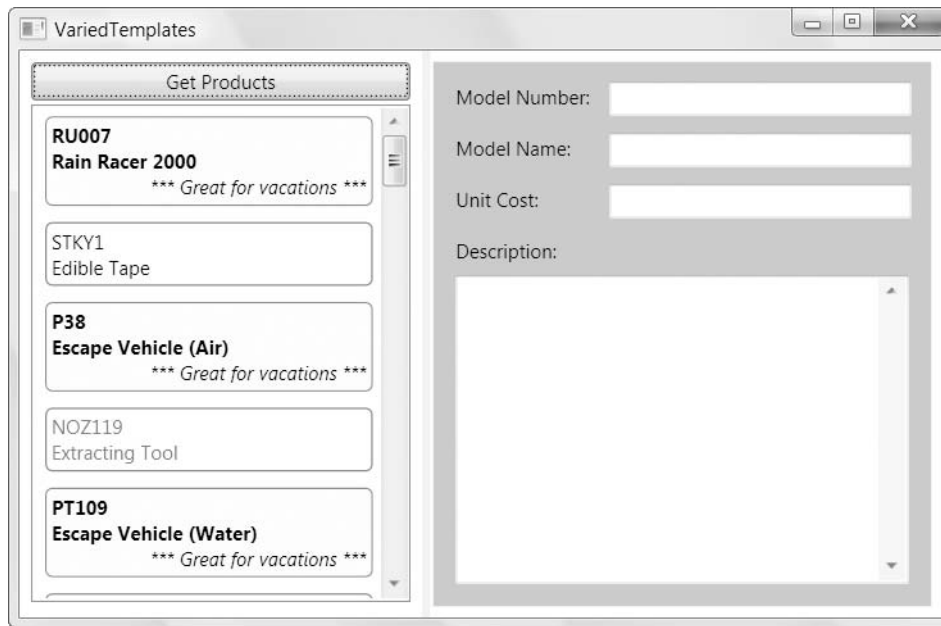 VariedTemplates
Get Products
RU007
Rain Racer 2000
*** Great for vacations ***
STKY1
Edible Tape
P38
Escape Vehicle (Air)
*** Great for vacations ***
NOZ119
Extracting Tool
PT109
Escape Vehicle (Water)
*** Great for vacations ***
Model Number:
Model Name:
Unit Cost:
Description: